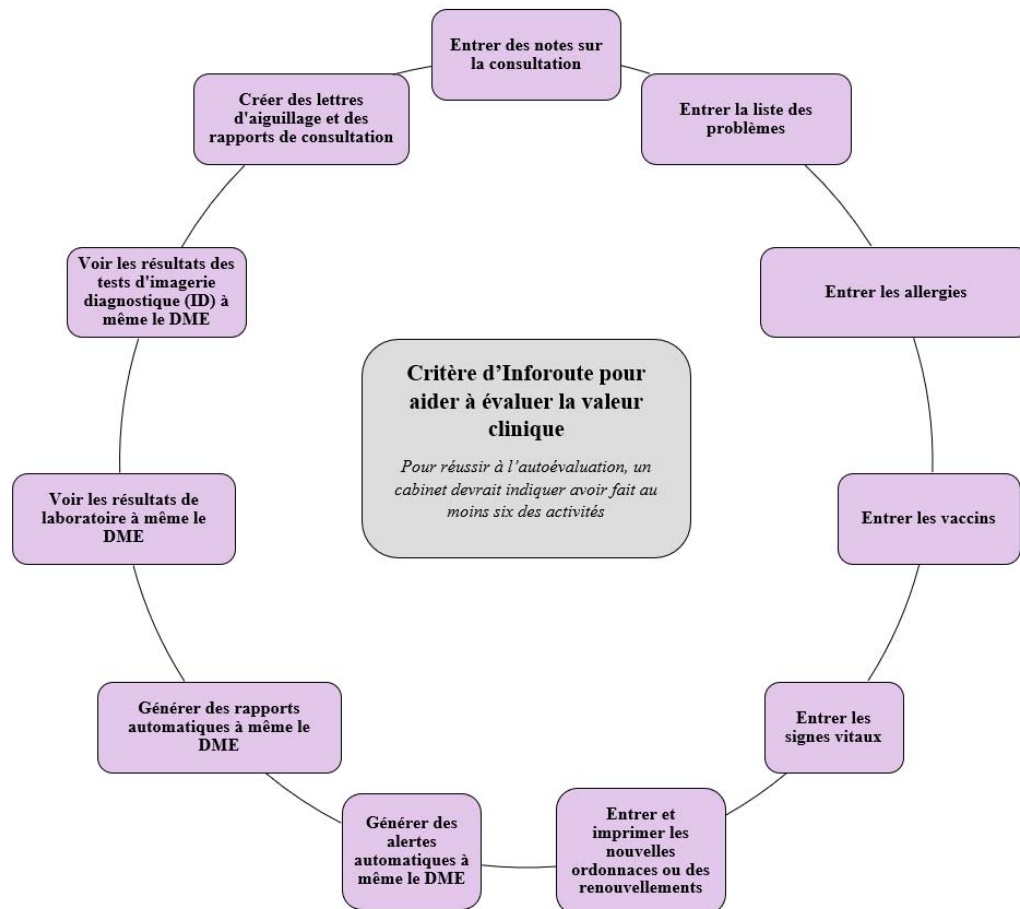 Entrer des notes sur
la consultation
Entrer la liste des
problèmes
Entrer les allergies
Entrer les vaccins
Entrer les
signes vitaux
Entrer et
imprimer les
nouvelles
ordonnaces ou des
renouvellements
Générer des
alertes
automatiques à
même le DME
Générer des rapports
automatiques à même le
DME
Voir les résultats de
laboratoire à même le
DME
Voir les résultats des
tests d'imagerie
diagnostique (ID) à
même le DME
Créer des lettres
d'aiguillage et des
rapports de consultation
Critère d’Inforoute pour
aider à évaluer la valeur
clinique
Pour réussir à l’autoévaluation, un
cabinet devrait indiquer avoir fait au
moins six des activités